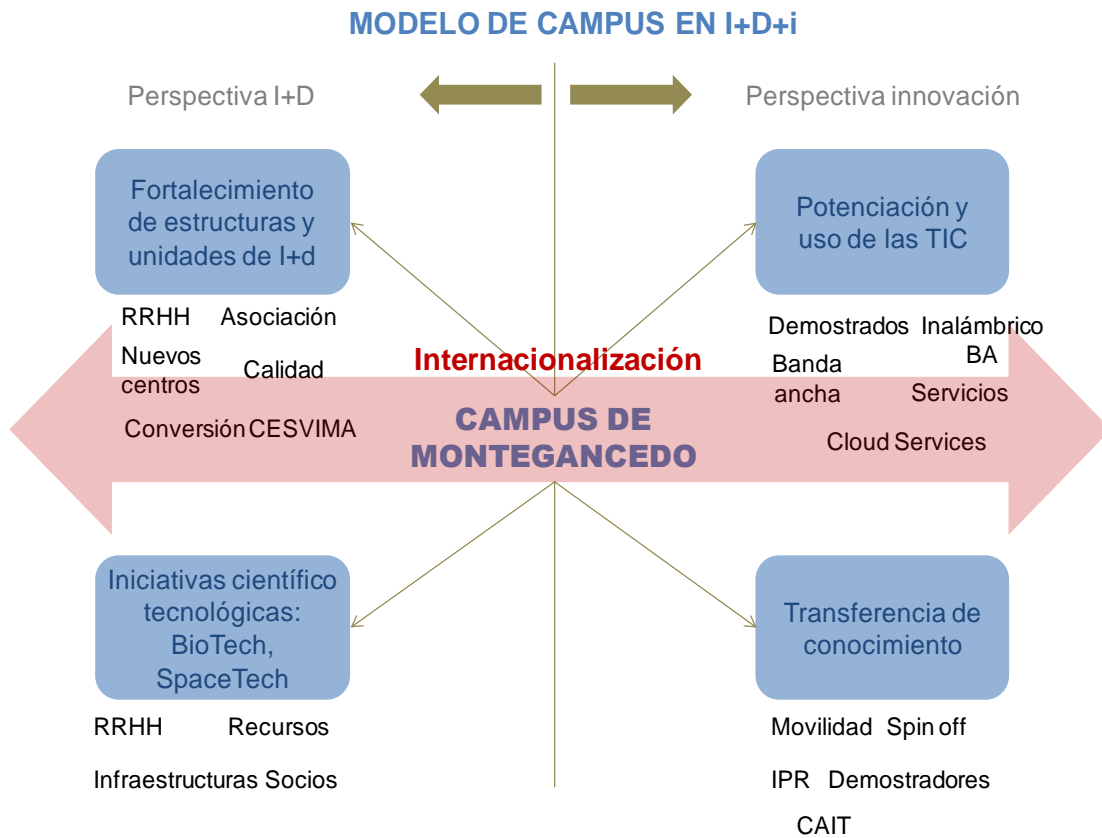 MODELO DE CAMPUS EN I+D+i
Perspectiva I+D
Perspectiva innovación
Fortalecimiento
de estructuras y
unidades de I+d
Potenciación y
uso de las TIC
RRHH Asociación
Nuevos
centros
Calidad
Conversión CESVIMA
Demostrados Inalámbrico
BA
Banda
ancha
Servicios
Cloud Services
Internacionalización
CAMPUS DE
MONTEGANCEDO
Iniciativas científico
tecnológicas:
BioTech,
SpaceTech
Transferencia de
conocimiento
RRHH Recursos
Infraestructuras Socios
Movilidad Spin off
IPR Demostradores
CAIT